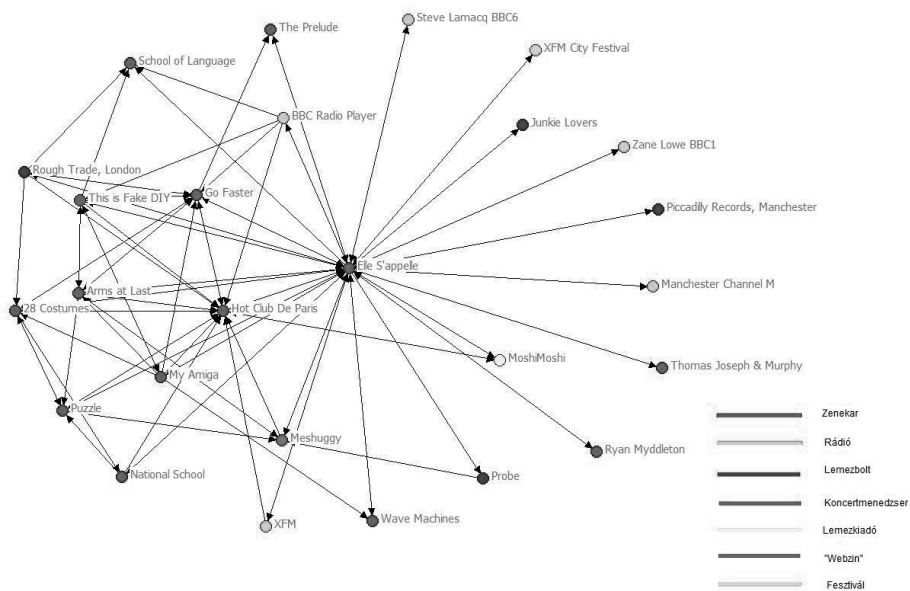 Steve Lamacq BBC6
The Prelude
XFM City Festival
School of Language
BBC Radio Player
Junkie Lovers
Zane Lowe BBC1
Rough Trade, London
This is Fake DIY
Go Faster
Piccadilly Records, Manchester
Elle S'appelle
Manchester Channel M
Arms at Last
28 Costumes
Hot Club De Paris
MoshiMoshi
Thomas Joseph & Murphy
My Amiga
Puzzle
Meshuggy
Ryan Myddleton
National School
Probe
XFM
Wave Machines
Zenekar
Rádió
Lemezbolt
Koncertmenedzser
Lemezkiadó
"Webzin"
Fesztivál